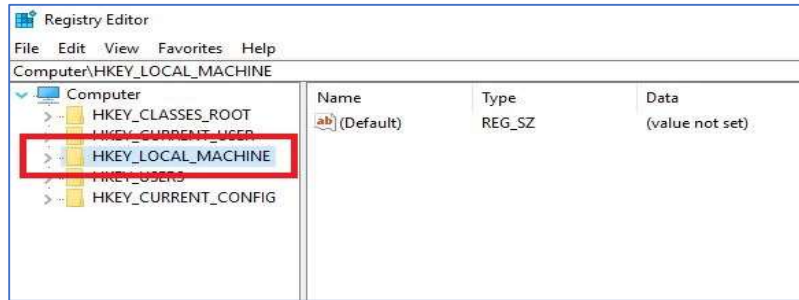 Registry Editor
File Edit View Favorites Help
Computer\HKEY_LOCAL_MACHINE
Computer
HKEY_CLASSES_ROOT
HKEY_CURRENT_USER
HKEY_LOCAL_MACHINE
HKEY_USERS
HKEY_CURRENT_CONFIG
Name Type Data
ab (Default) REG_SZ (value not set)